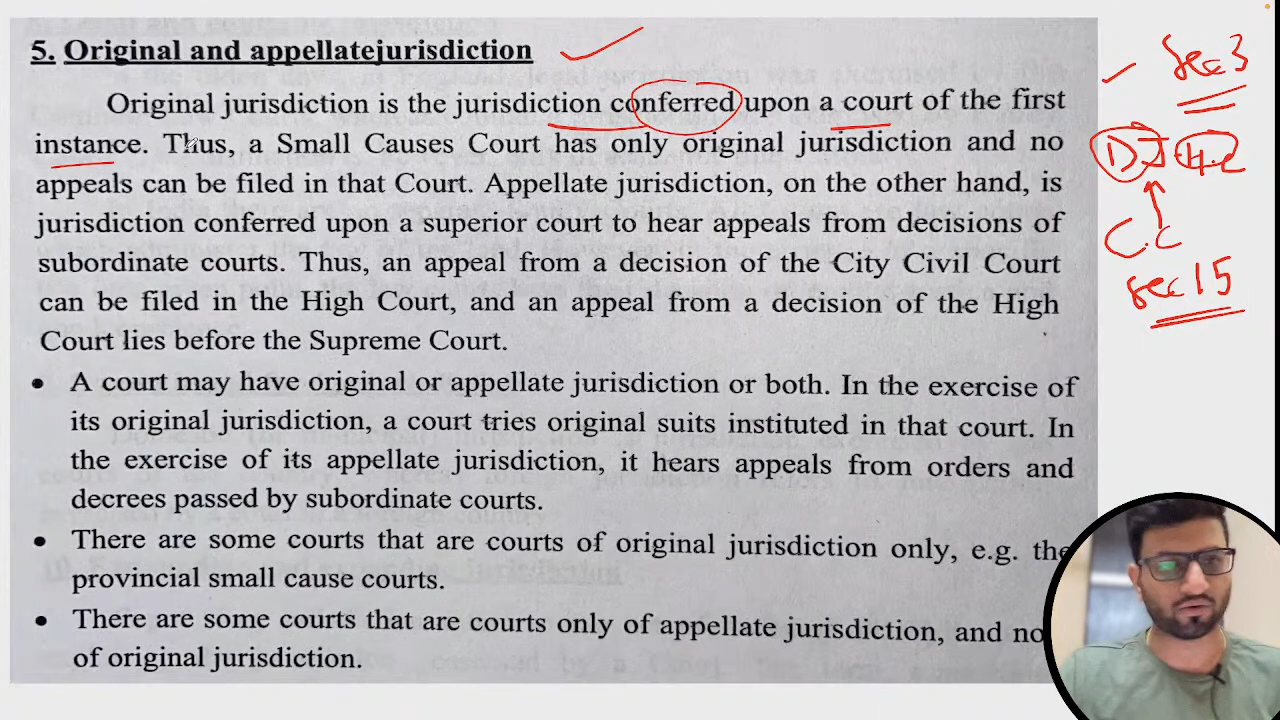 5. Original and appellatejurisdiction
Original jurisdiction is the jurisdiction conferred upon a court of the first
instance. Thus, a Small Causes Court has only original jurisdiction and no
appeals can be filed in that Court. Appellate jurisdiction, on the other hand, is
jurisdiction conferred upon a superior court to hear appeals from decisions of
subordinate courts. Thus, an appeal from a decision of the City Civil Court
can be filed in the High Court, and an appeal from a decision of the High
Court lies before the Supreme Court.
• A court may have original or appellate jurisdiction or both. In the exercise of
its original jurisdiction, a court tries original suits instituted in that court. In
the exercise of its appellate jurisdiction, it hears appeals from orders and
decrees passed by subordinate courts.
• There are some courts that are courts of original jurisdiction only, e.g. the
provincial small cause courts.
• There are some courts that are courts only of appellate jurisdiction, and no
of original jurisdiction.
Sec 3
DJ H.C
C.C
Sec 15